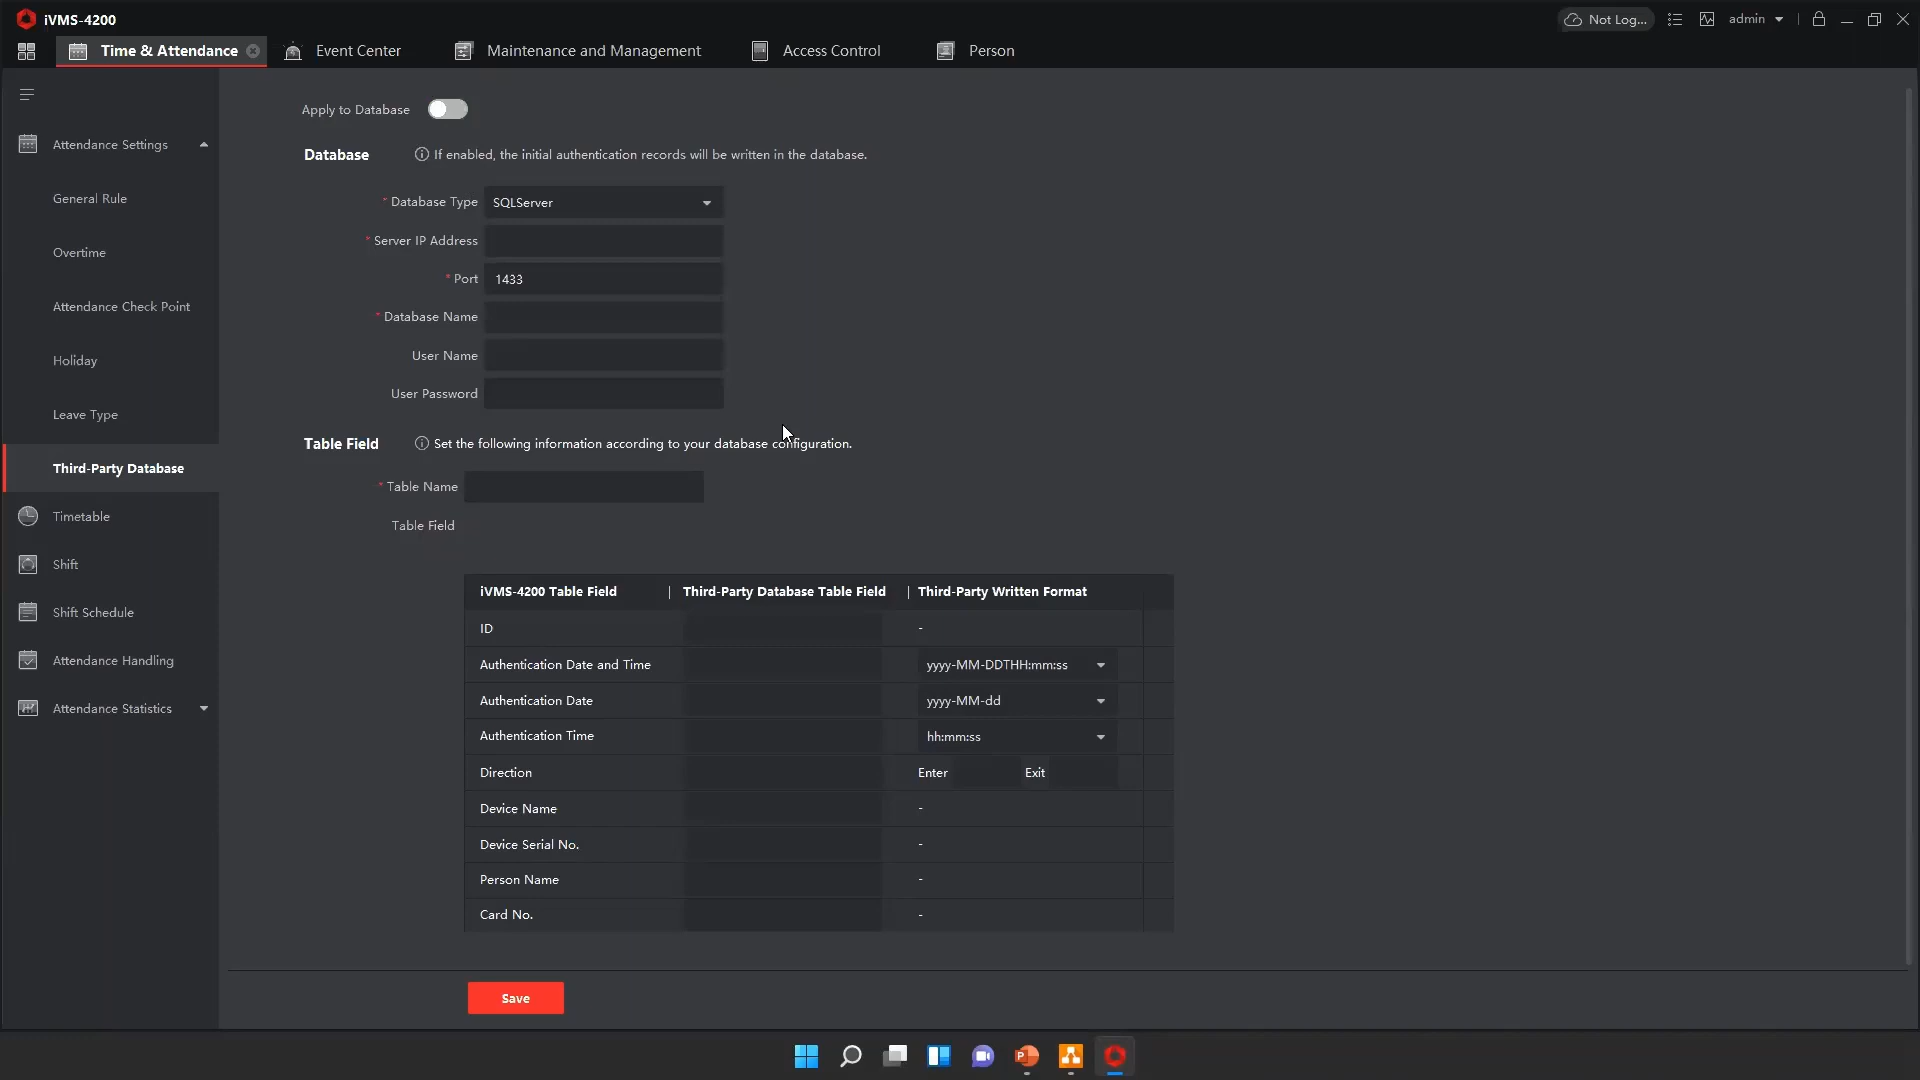 iVMS-4200
Not Log...
admin
Time & Attendance
Event Center
Maintenance and Management
Access Control
Person
Attendance Settings
General Rule
Overtime
Attendance Check Point
Holiday
Leave Type
Third-Party Database
Timetable
Shift
Shift Schedule
Attendance Handling
Attendance Statistics
Apply to Database
Database
If enabled, the initial authentication records will be written in the database.
* Database Type SQLServer
* Server IP Address
* Port 1433
* Database Name
User Name
User Password
Table Field
Set the following information according to your database configuration.
* Table Name
Table Field
iVMS-4200 Table Field | Third-Party Database Table Field | Third-Party Written Format
ID -
Authentication Date and Time yyyy-MM-DDTHH:mm:ss
Authentication Date yyyy-MM-dd
Authentication Time hh:mm:ss
Direction Enter Exit
Device Name -
Device Serial No. -
Person Name -
Card No. -
Save